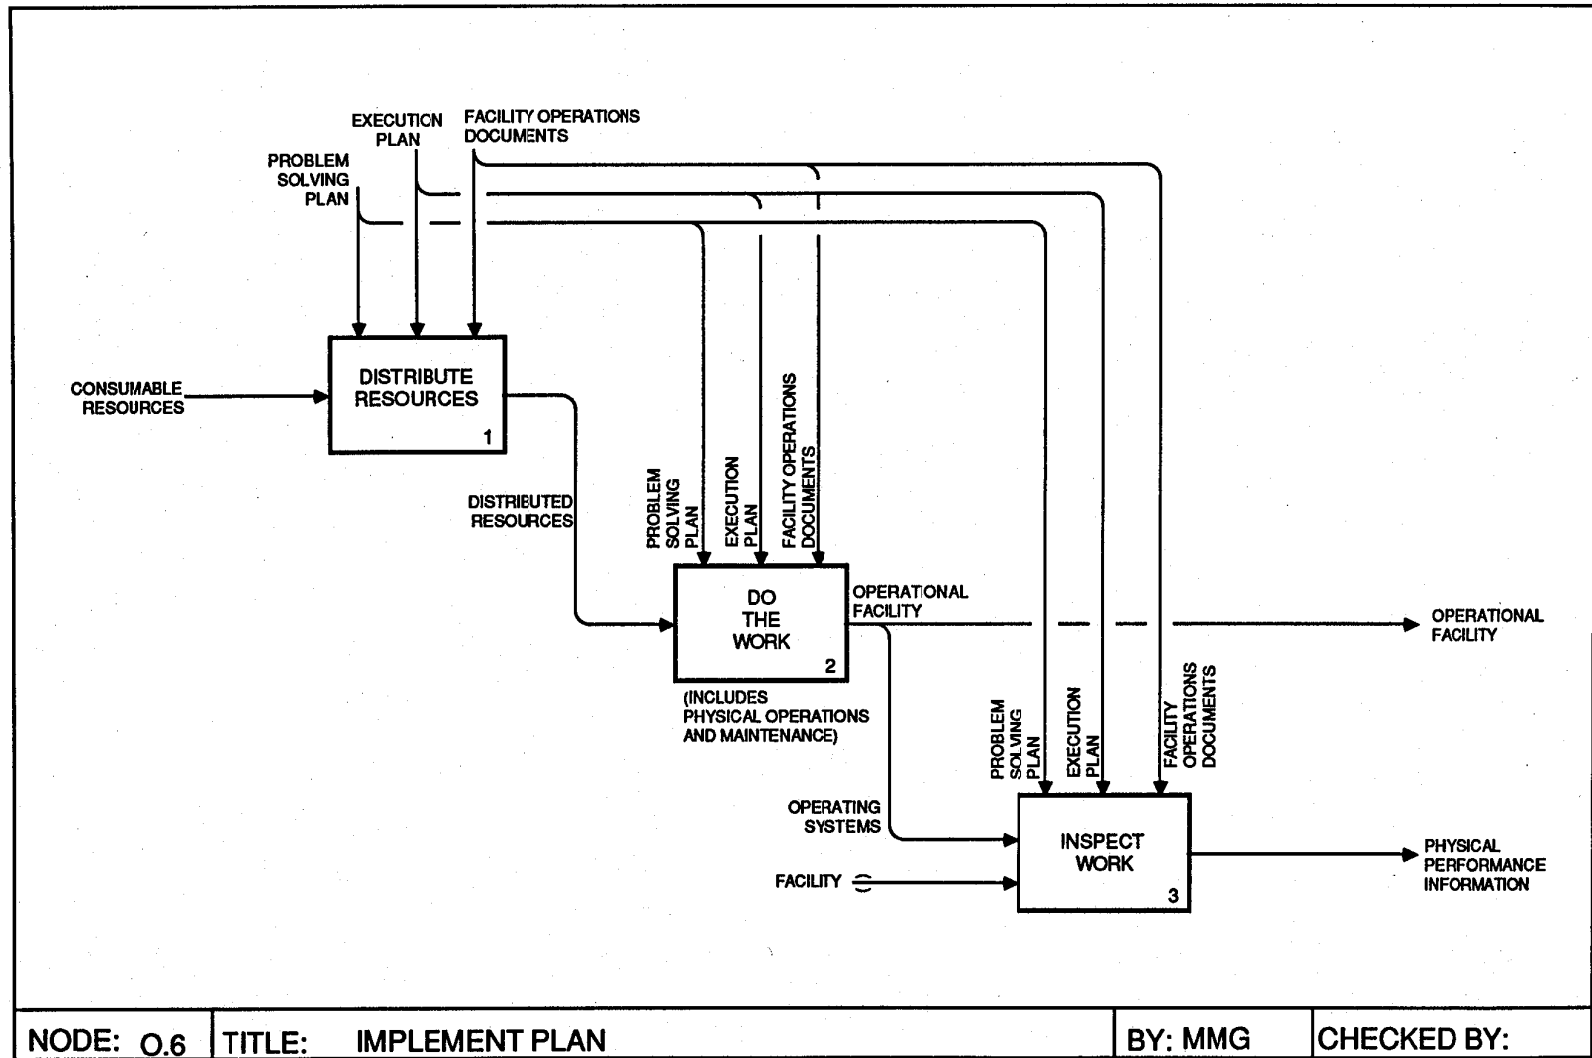 EXECUTION
PLAN
FACILITY OPERATIONS
DOCUMENTS
PROBLEM
SOLVING
PLAN
CONSUMABLE
RESOURCES
DISTRIBUTE
RESOURCES
1
DISTRIBUTED
RESOURCES
PROBLEM
SOLVING
PLAN
EXECUTION
PLAN
FACILITY OPERATIONS
DOCUMENTS
DO
THE
WORK
2
(INCLUDES
PHYSICAL OPERATIONS
AND MAINTENANCE)
OPERATIONAL
FACILITY
OPERATIONAL
FACILITY
PROBLEM
SOLVING
PLAN
EXECUTION
PLAN
FACILITY
OPERATIONS
DOCUMENTS
OPERATING
SYSTEMS
FACILITY
INSPECT
WORK
3
PHYSICAL
PERFORMANCE
INFORMATION
NODE: O.6
TITLE: IMPLEMENT PLAN
BY: MMG
CHECKED BY: